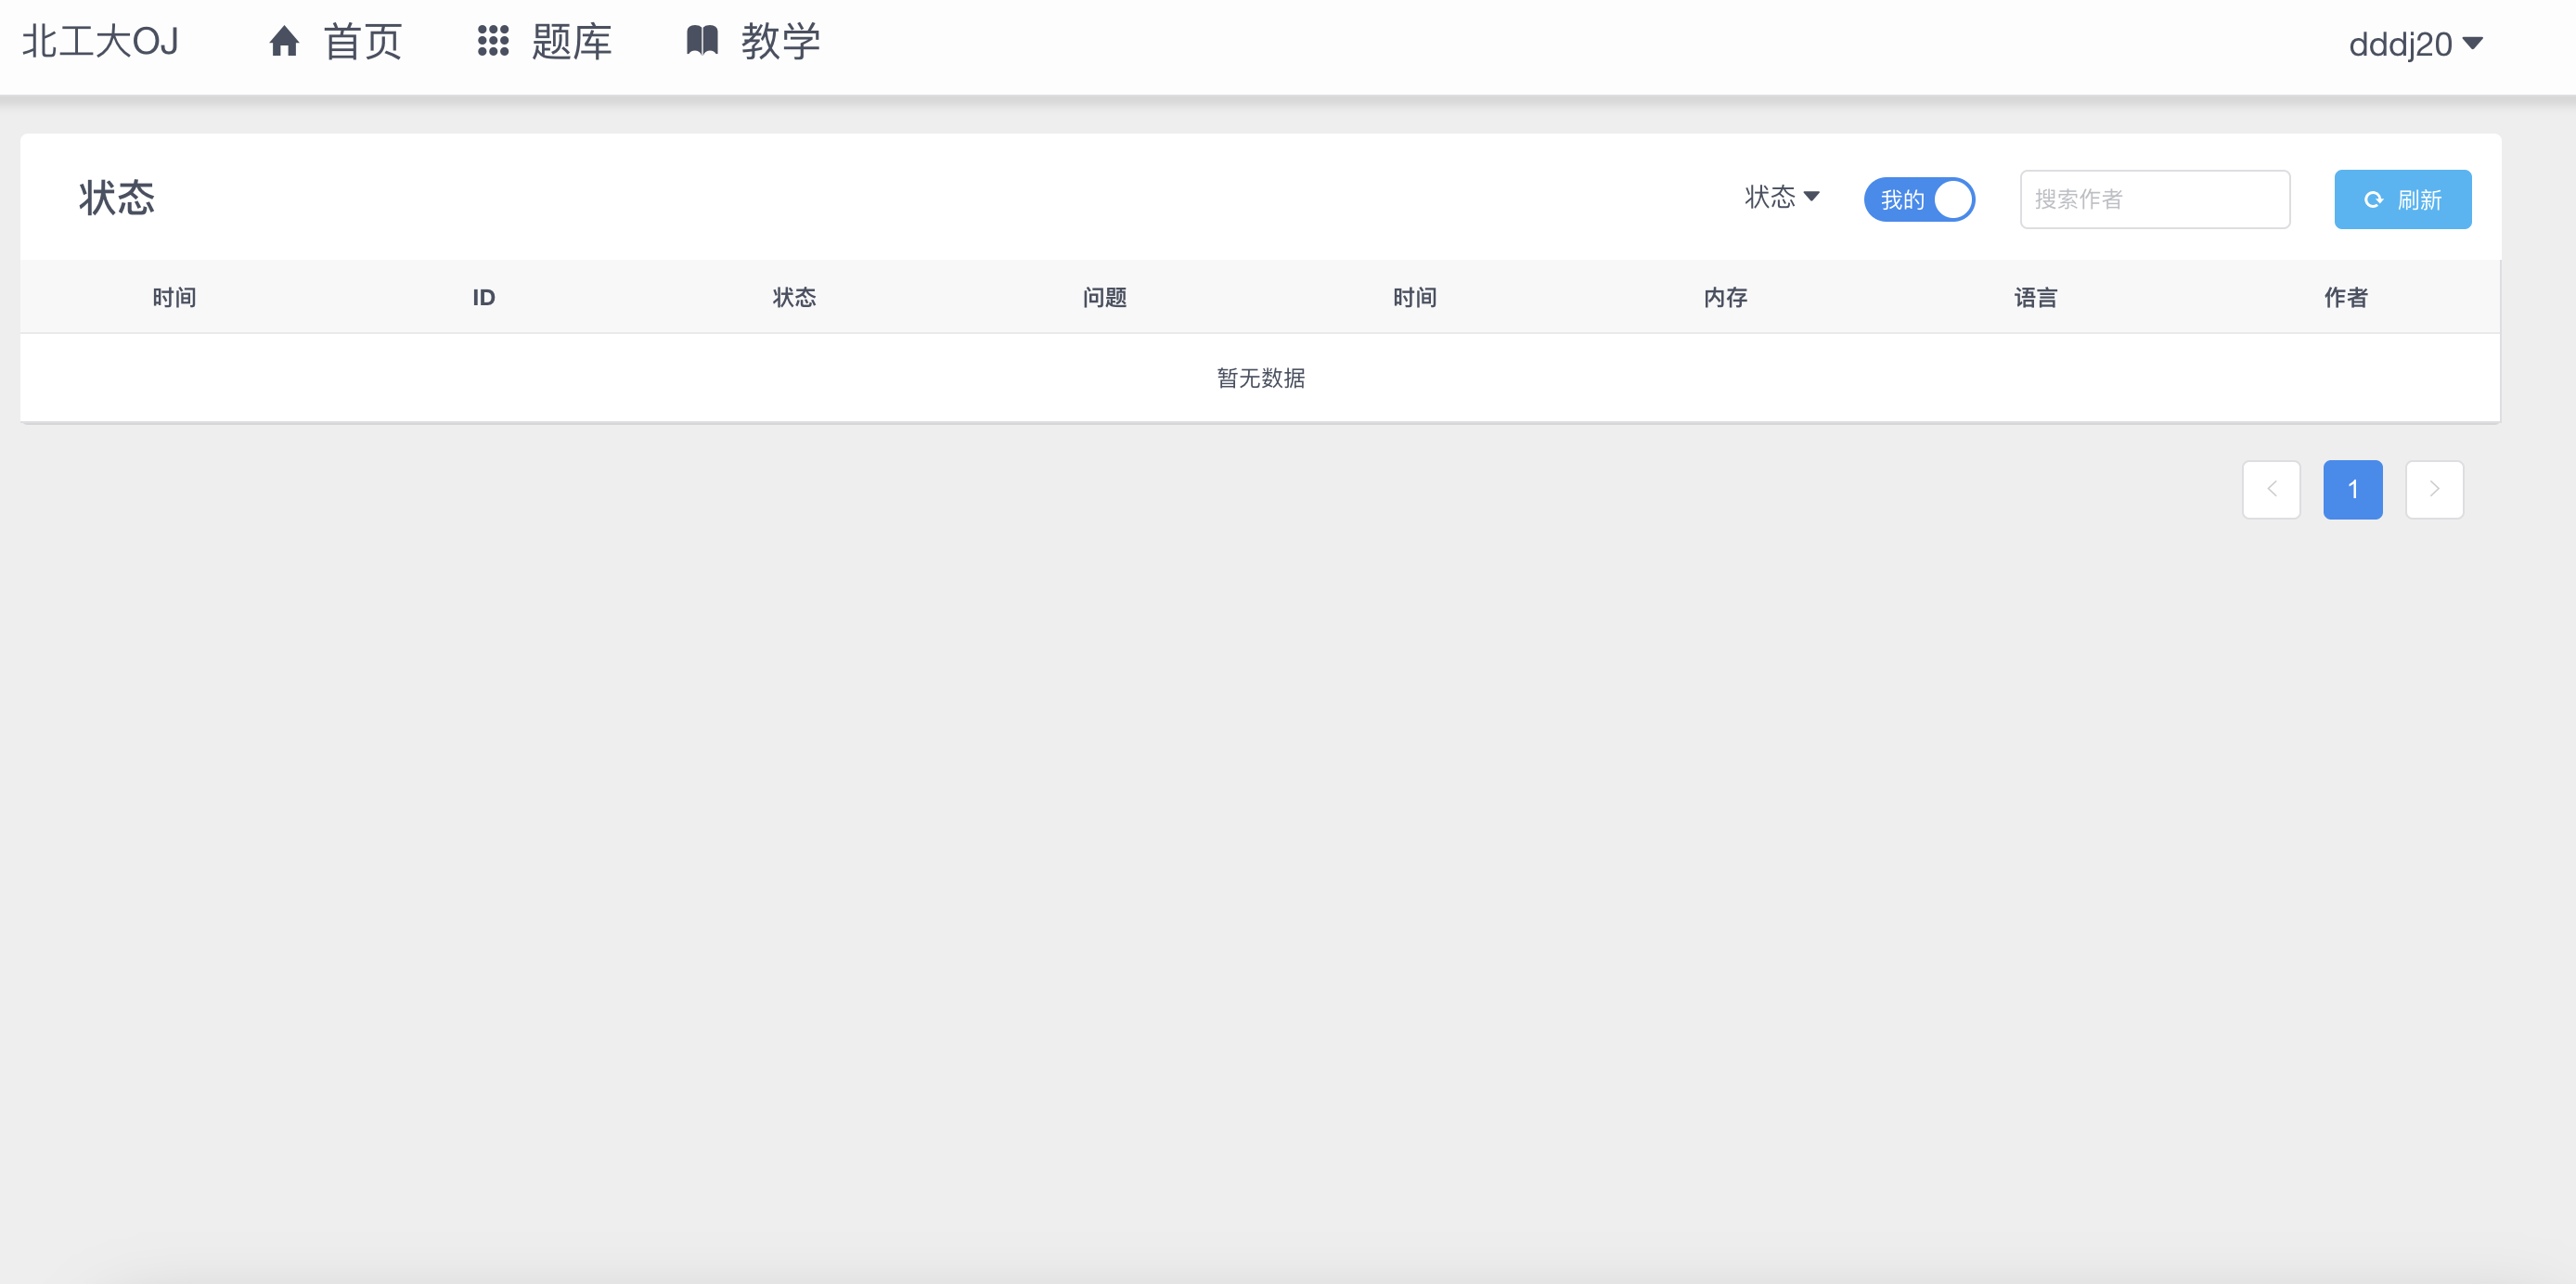 北工大OJ 首页 题库 教学 dddj20
状态 状态 我的 搜索作者 刷新
时间 ID 状态 问题 时间 内存 语言 作者
暂无数据
1